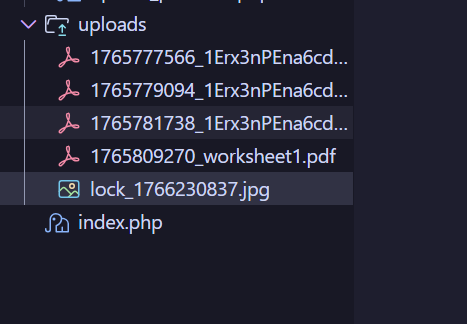 uploads
1765777566_1Erx3nPEna6cd...
1765779094_1Erx3nPEna6cd...
1765781738_1Erx3nPEna6cd...
1765809270_worksheet1.pdf
lock_1766230837.jpg
index.php